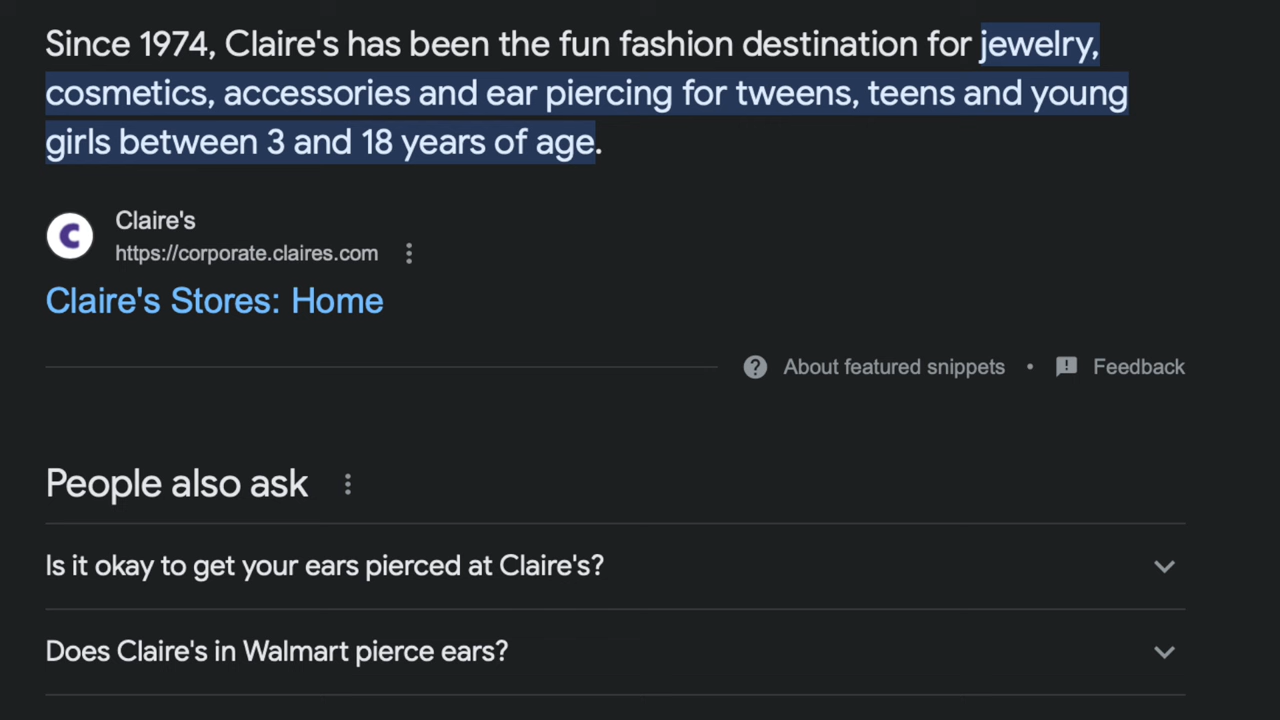 Since 1974, Claire's has been the fun fashion destination for jewelry,
cosmetics, accessories and ear piercing for tweens, teens and young
girls between 3 and 18 years of age.
C
Claire's
https://corporate.claires.com
Claire's Stores: Home
About featured snippets • Feedback
People also ask
Is it okay to get your ears pierced at Claire's?
Does Claire's in Walmart pierce ears?